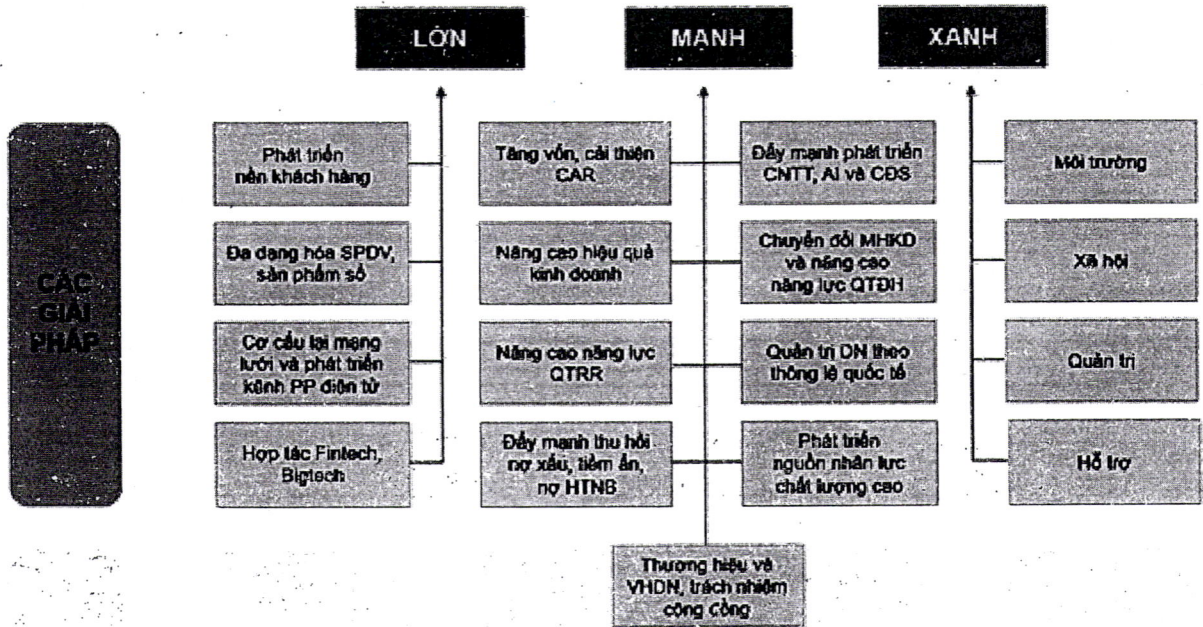 LỚN
MẠNH
XANH
CÁC
GIẢI
PHÁP
Phát triển
nền khách hàng
Đa dạng hóa SPDV,
sản phẩm số
Cơ cấu lại mạng
lưới và phát triển
kênh PP điện tử
Hợp tác Fintech,
Bigtech
Tăng vốn, cải thiện
CAR
Nâng cao hiệu quả
kinh doanh
Nâng cao năng lực
QTRR
Đẩy mạnh thu hồi
nợ xấu, tiềm ẩn,
nợ HTNB
Đẩy mạnh phát triển
CNTT, AI và CĐS
Chuyển đổi MHKD
và nâng cao
năng lực QTĐH
Quản trị DN theo
thông lệ quốc tế
Phát triển
nguồn nhân lực
chất lượng cao
Thương hiệu và
VHDN, trách nhiệm
cộng đồng
Môi trường
Xã hội
Quản trị
Hỗ trợ